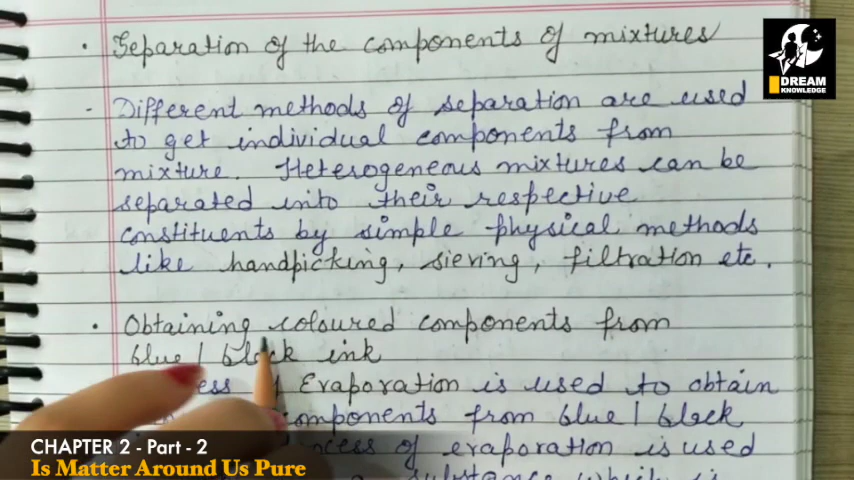 Separation of the components of mixtures
DREAM
KNOWLEDGE
Different methods of separation are used
to get individual components from
mixture. Heterogeneous mixtures can be
separated into their respective
constituents by simple physical methods
like handpicking, sieving, filtration etc.
Obtaining coloured components from
blue / black ink
Evaporation is used to obtain
components from blue / black
of evaporation is used
substance which is
CHAPTER 2 - Part - 2
Is Matter Around Us Pure